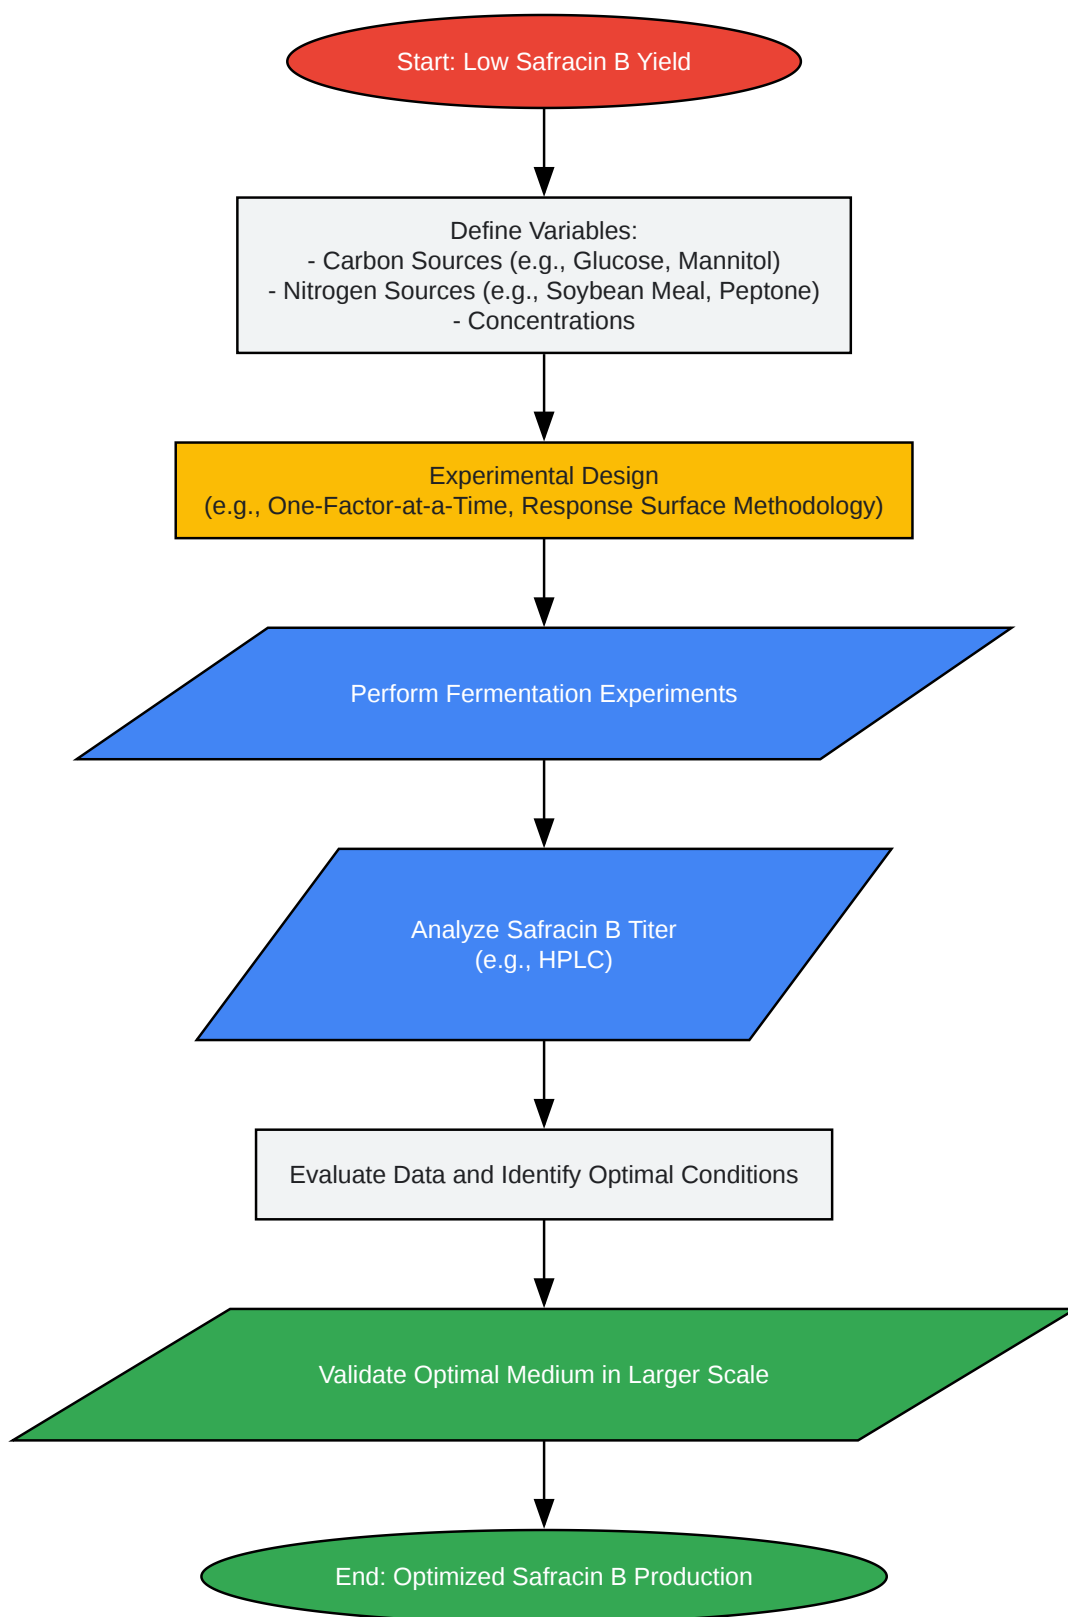 Start: Low Safracin B Yield
Define Variables:
- Carbon Sources (e.g., Glucose, Mannitol)
- Nitrogen Sources (e.g., Soybean Meal, Peptone)
- Concentrations
Experimental Design
(e.g., One-Factor-at-a-Time, Response Surface Methodology)
Perform Fermentation Experiments
Analyze Safracin B Titer
(e.g., HPLC)
Evaluate Data and Identify Optimal Conditions
Validate Optimal Medium in Larger Scale
End: Optimized Safracin B Production